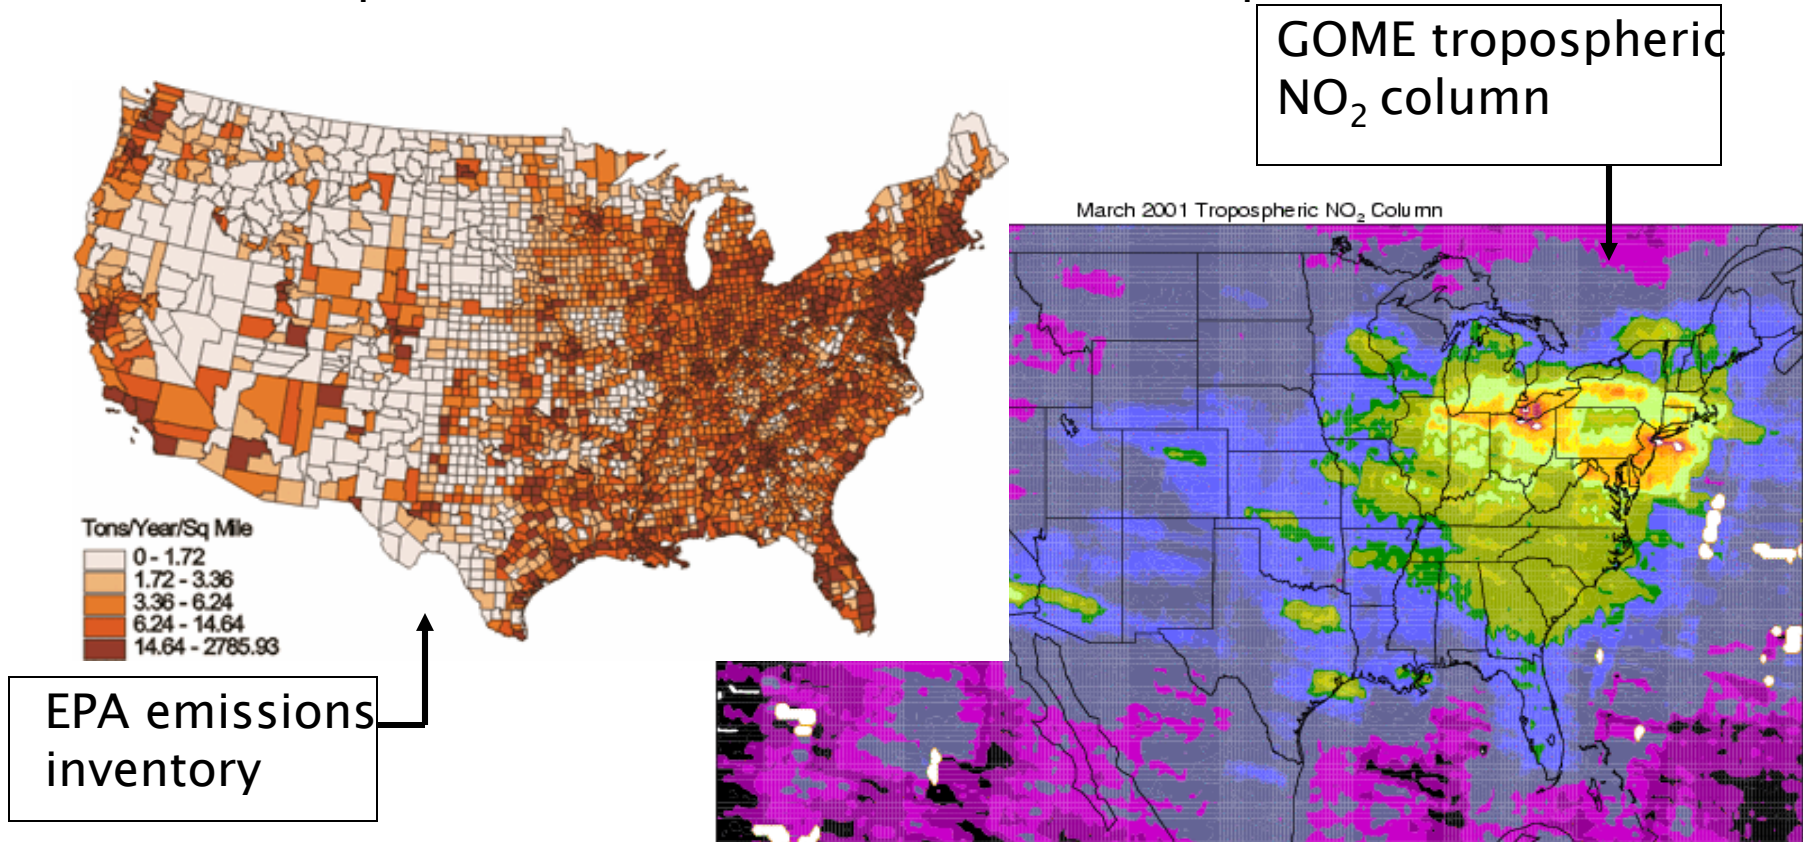 GOME tropospheric
NO₂ column
March 2001 Tropospheric NO₂ Column
Tons/Year/Sq Mile
0 - 1.72
1.72 - 3.36
3.36 - 6.24
6.24 - 14.64
14.64 - 2785.93
EPA emissions
inventory